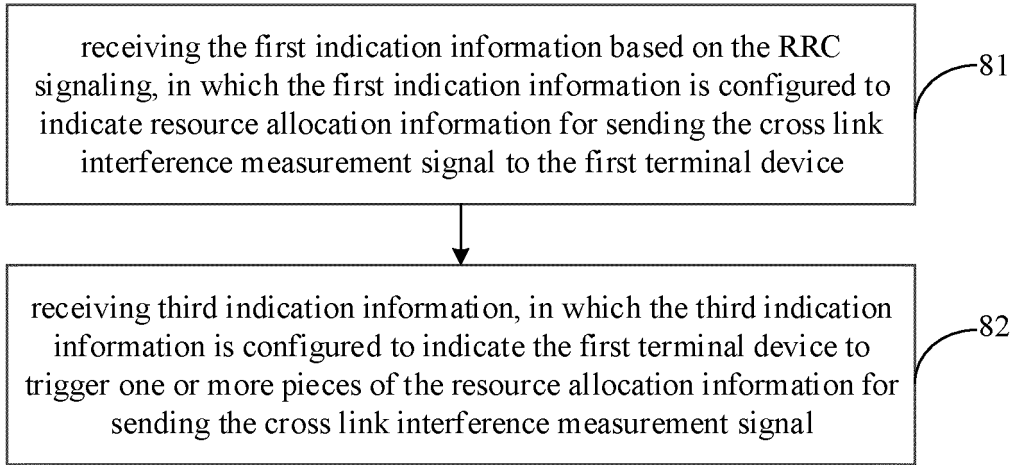 receiving the first indication information based on the RRC
signaling, in which the first indication information is configured to
indicate resource allocation information for sending the cross link
interference measurement signal to the first terminal device
81
receiving third indication information, in which the third indication
information is configured to indicate the first terminal device to
trigger one or more pieces of the resource allocation information for
sending the cross link interference measurement signal
82